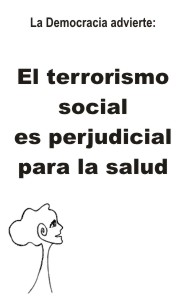 La Democracia advierte:
El terrorismo
social
es perjudicial
para la salud